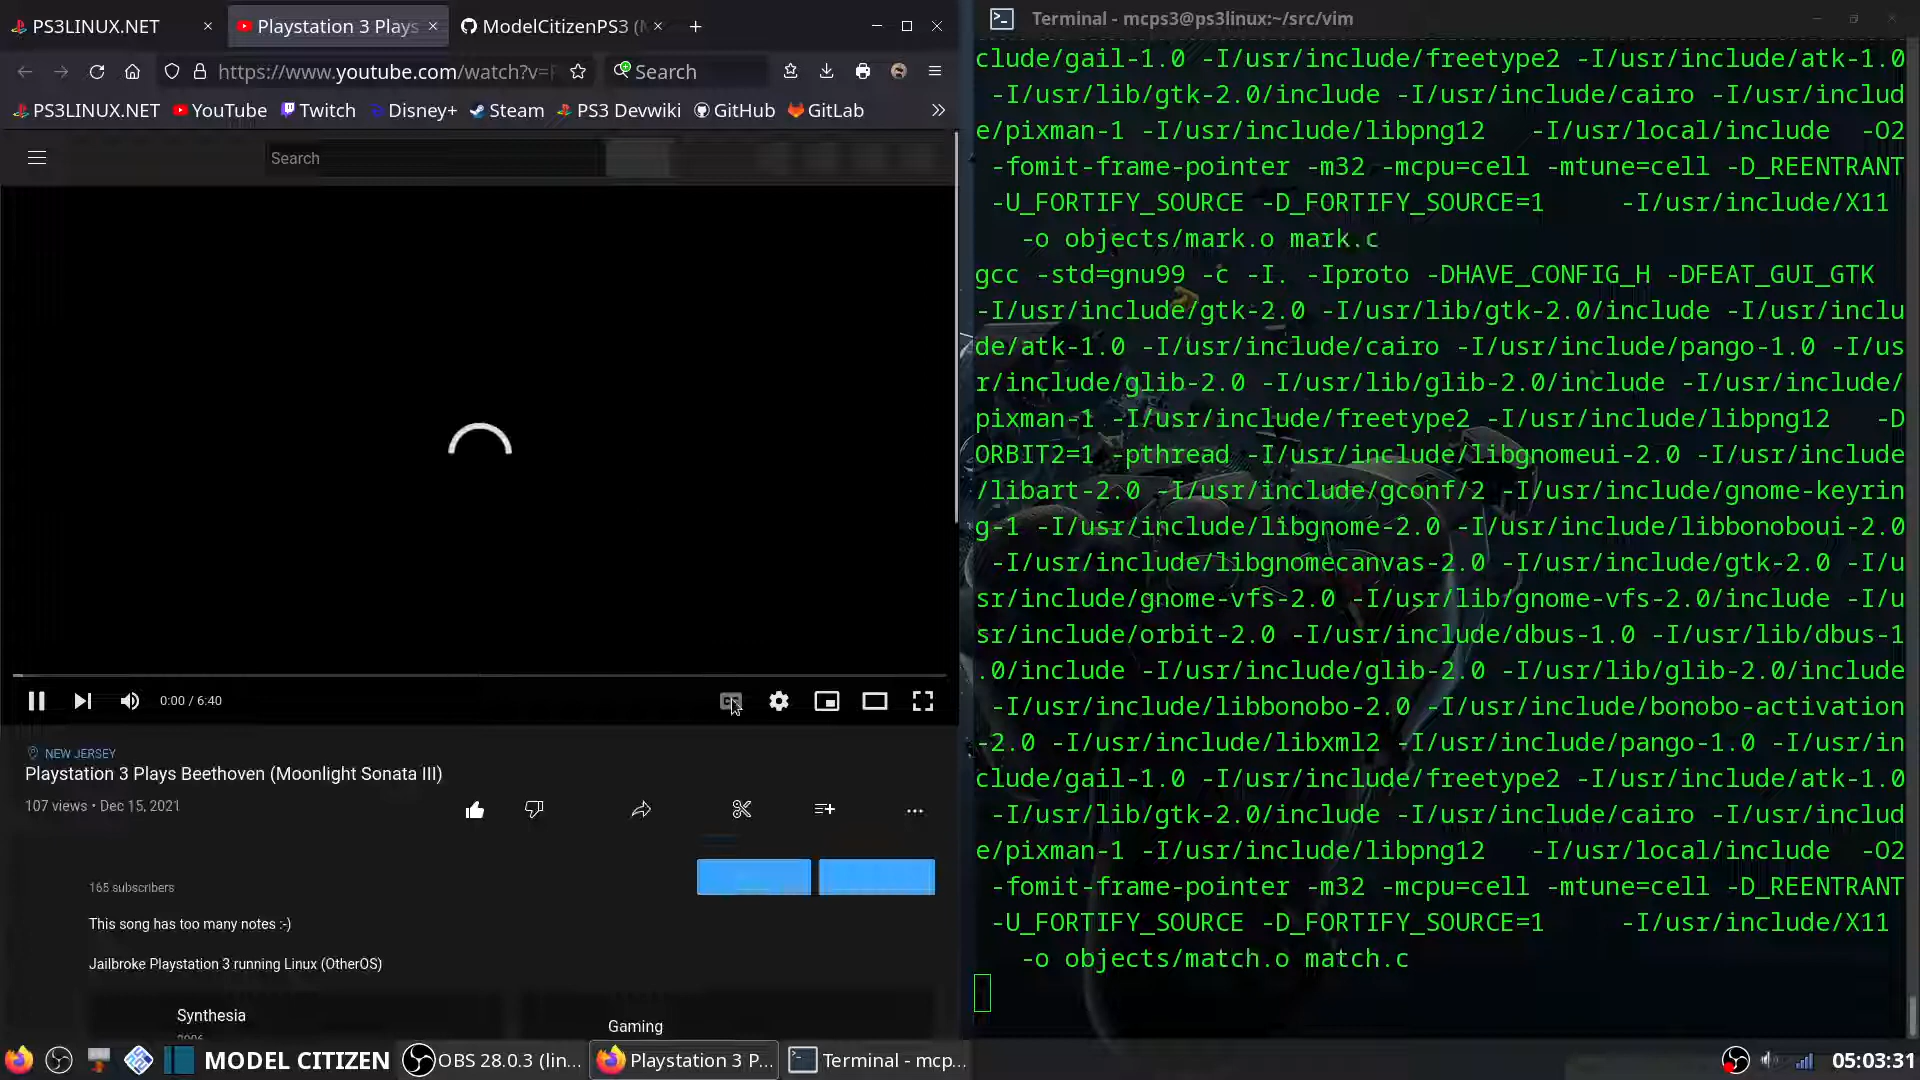 PS3LINUX.NET
Playstation 3 Plays
ModelCitizenPS3 (M
https://www.youtube.com/watch?v=F
Search
PS3LINUX.NET YouTube Twitch Disney+ Steam PS3 Devwiki GitHub GitLab
Search
0:00 / 6:40
NEW JERSEY
Playstation 3 Plays Beethoven (Moonlight Sonata III)
107 views • Dec 15, 2021
165 subscribers
This song has too many notes :-)
Jailbroke Playstation 3 running Linux (OtherOS)
Synthesia
2006
Gaming
Terminal - mcps3@ps3linux:~/src/vim
clude/gail-1.0 -I/usr/include/freetype2 -I/usr/include/atk-1.0
-I/usr/lib/gtk-2.0/include -I/usr/include/cairo -I/usr/includ
e/pixman-1 -I/usr/include/libpng12   -I/usr/local/include  -O2
-fomit-frame-pointer -m32 -mcpu=cell -mtune=cell -D_REENTRANT
-U_FORTIFY_SOURCE -D_FORTIFY_SOURCE=1     -I/usr/include/X11
-o objects/mark.o mark.c
gcc -std=gnu99 -c -I. -Iproto -DHAVE_CONFIG_H -DFEAT_GUI_GTK
-I/usr/include/gtk-2.0 -I/usr/lib/gtk-2.0/include -I/usr/inclu
de/atk-1.0 -I/usr/include/cairo -I/usr/include/pango-1.0 -I/us
r/include/glib-2.0 -I/usr/lib/glib-2.0/include -I/usr/include/
pixman-1 -I/usr/include/freetype2 -I/usr/include/libpng12   -D
ORBIT2=1 -pthread -I/usr/include/libgnomeui-2.0 -I/usr/include
/libart-2.0 -I/usr/include/gconf/2 -I/usr/include/gnome-keyrin
g-1 -I/usr/include/libgnome-2.0 -I/usr/include/libbonoboui-2.0
-I/usr/include/libgnomecanvas-2.0 -I/usr/include/gtk-2.0 -I/u
sr/include/gnome-vfs-2.0 -I/usr/lib/gnome-vfs-2.0/include -I/u
sr/include/orbit-2.0 -I/usr/include/dbus-1.0 -I/usr/lib/dbus-1
.0/include -I/usr/include/glib-2.0 -I/usr/lib/glib-2.0/include
-I/usr/include/libbonobo-2.0 -I/usr/include/bonobo-activation
-2.0 -I/usr/include/libxml2 -I/usr/include/pango-1.0 -I/usr/in
clude/gail-1.0 -I/usr/include/freetype2 -I/usr/include/atk-1.0
-I/usr/lib/gtk-2.0/include -I/usr/include/cairo -I/usr/includ
e/pixman-1 -I/usr/include/libpng12   -I/usr/local/include  -O2
-fomit-frame-pointer -m32 -mcpu=cell -mtune=cell -D_REENTRANT
-U_FORTIFY_SOURCE -D_FORTIFY_SOURCE=1     -I/usr/include/X11
-o objects/match.o match.c
MODEL CITIZEN
OBS 28.0.3 (lin...
Playstation 3 P...
Terminal - mcp...
05:03:31